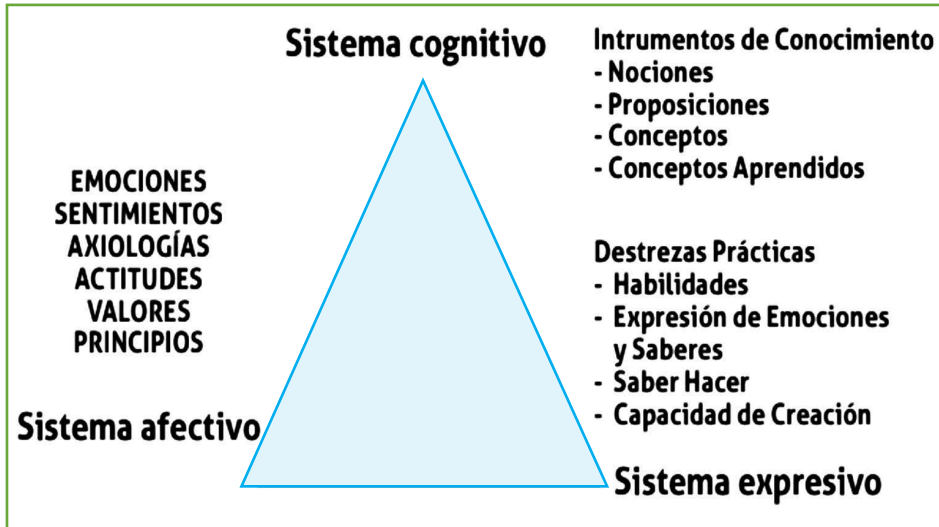 Sistema cognitivo
Intrumentos de Conocimiento
- Nociones
- Proposiciones
- Conceptos
- Conceptos Aprendidos
EMOCIONES
SENTIMIENTOS
AXIOLOGÍAS
ACTITUDES
VALORES
PRINCIPIOS
Sistema afectivo
Destrezas Prácticas
- Habilidades
- Expresión de Emociones
y Saberes
- Saber Hacer
- Capacidad de Creación
Sistema expresivo